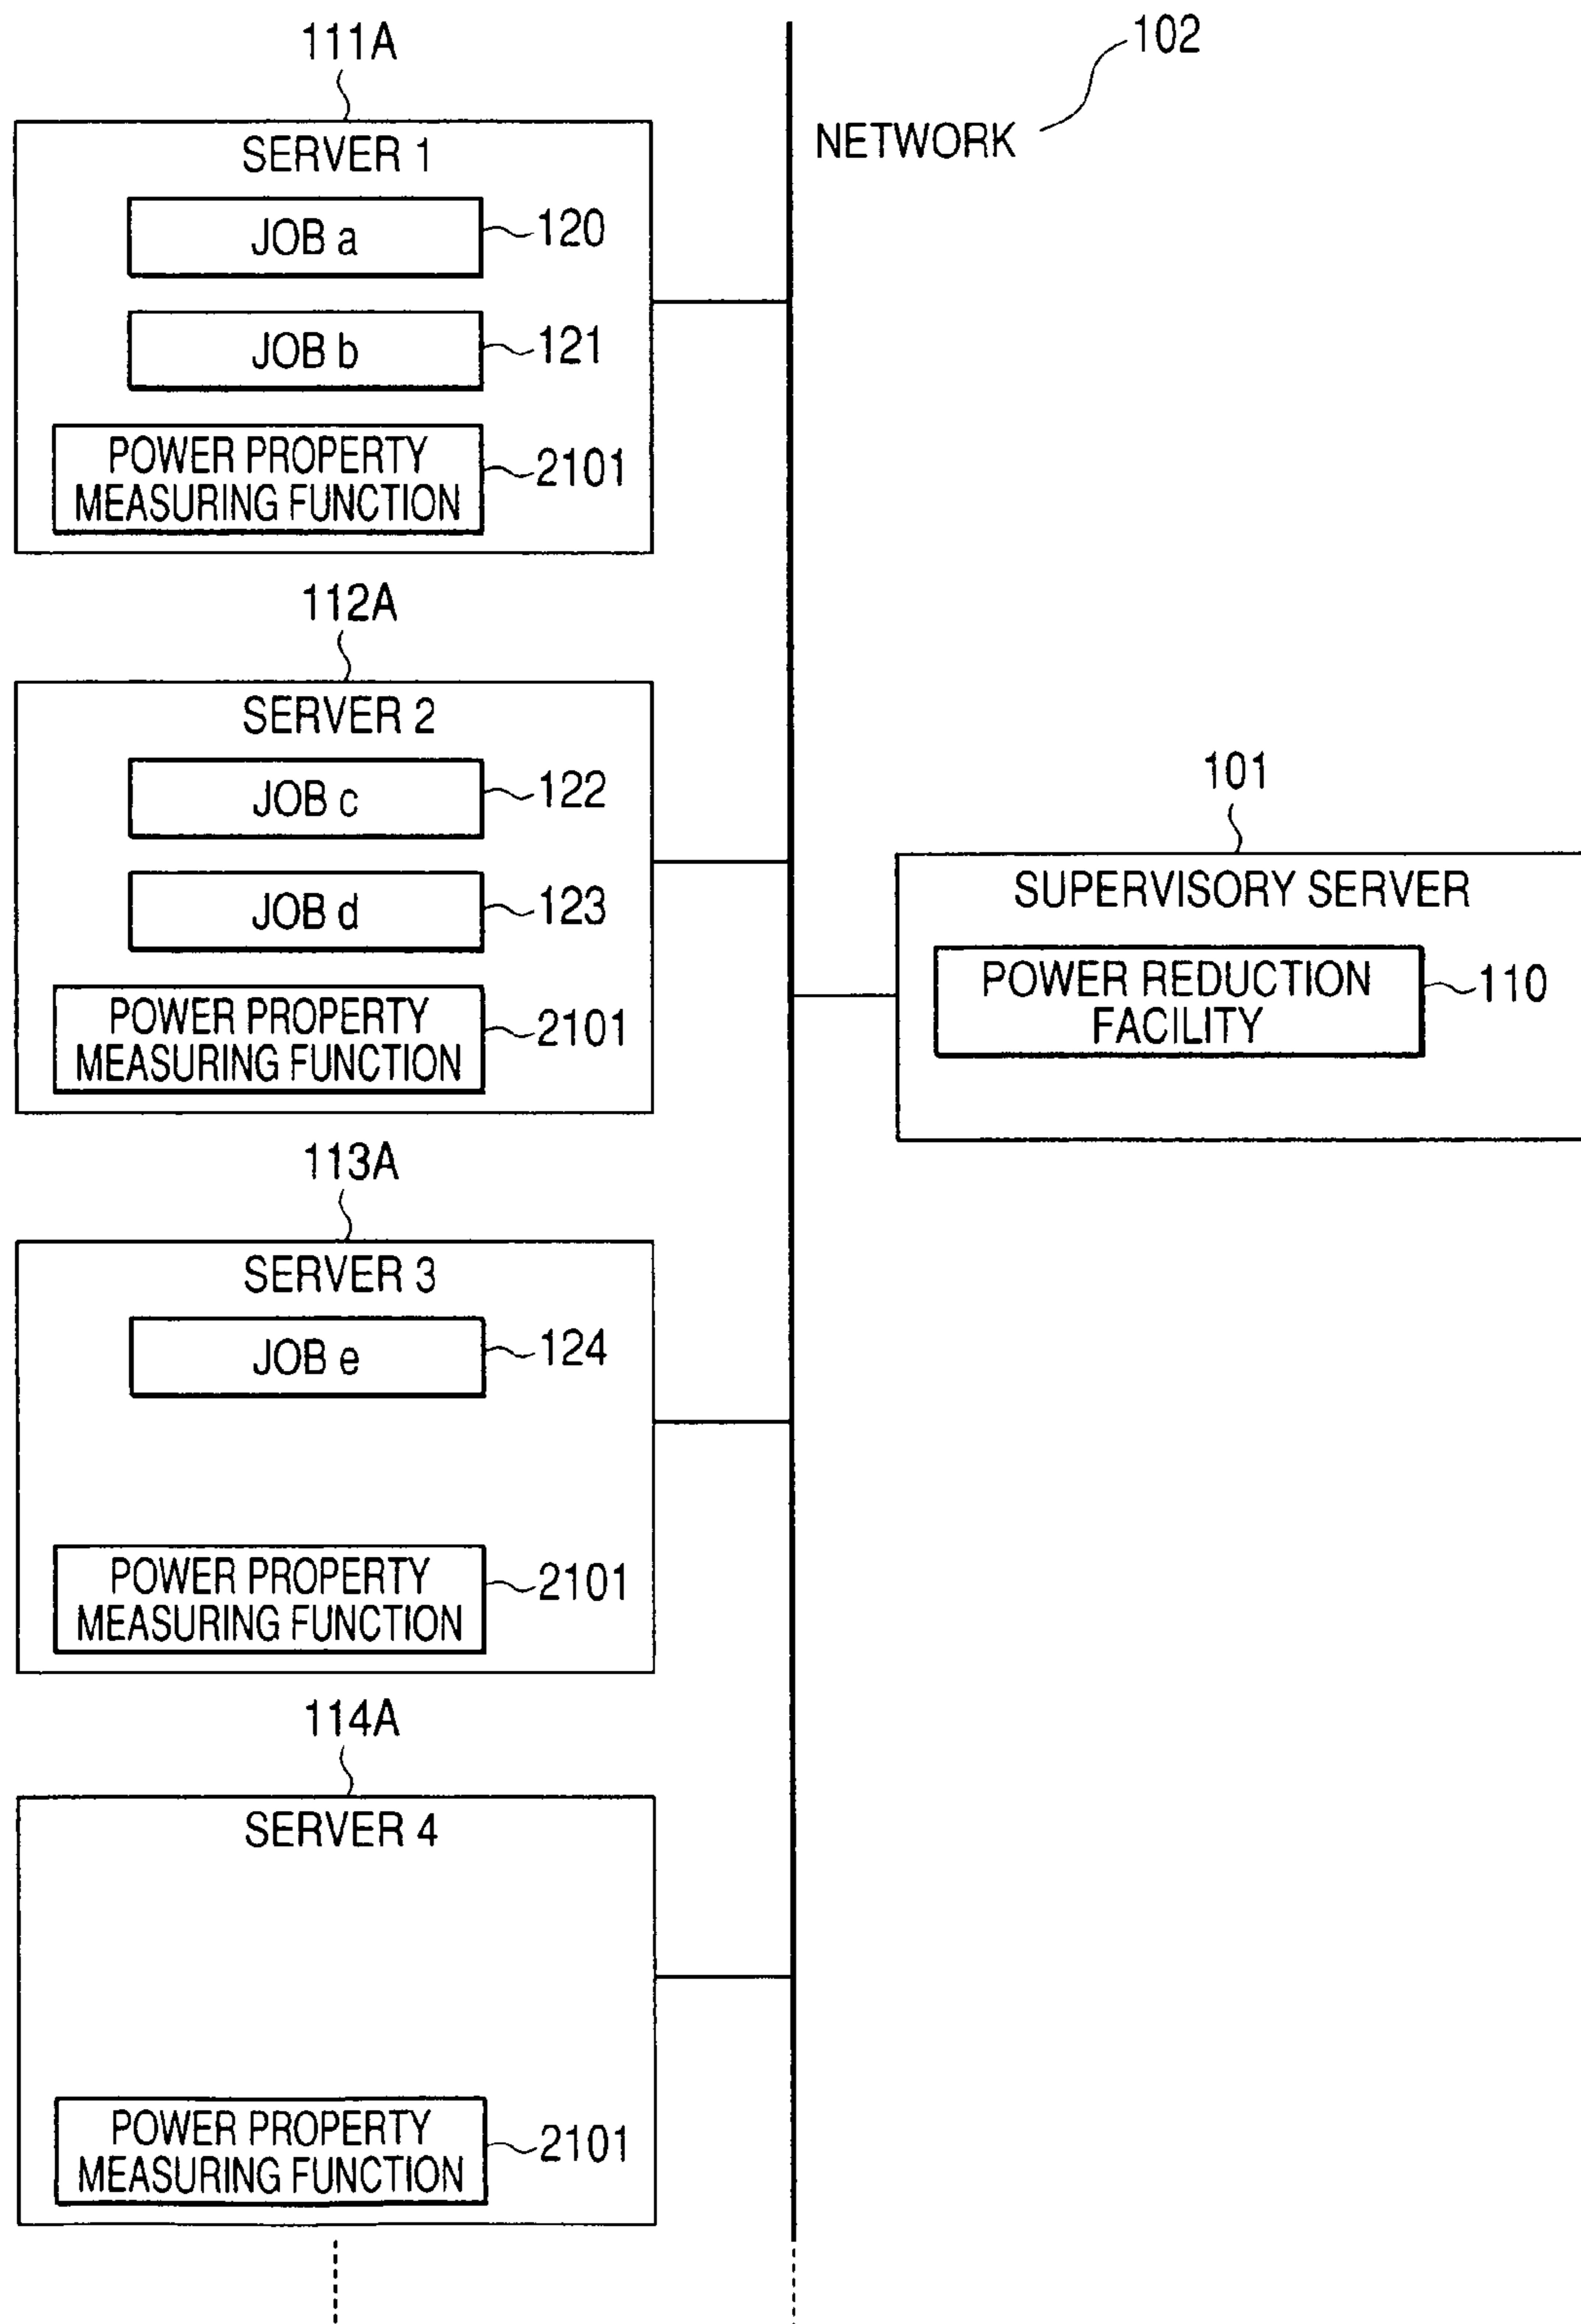 111A
102
NETWORK
SERVER 1
JOB a
120
JOB b
121
POWER PROPERTY
MEASURING FUNCTION
2101
112A
SERVER 2
JOB c
122
JOB d
123
POWER PROPERTY
MEASURING FUNCTION
2101
101
SUPERVISORY SERVER
POWER REDUCTION
FACILITY
110
113A
SERVER 3
JOB e
124
POWER PROPERTY
MEASURING FUNCTION
2101
114A
SERVER 4
POWER PROPERTY
MEASURING FUNCTION
2101